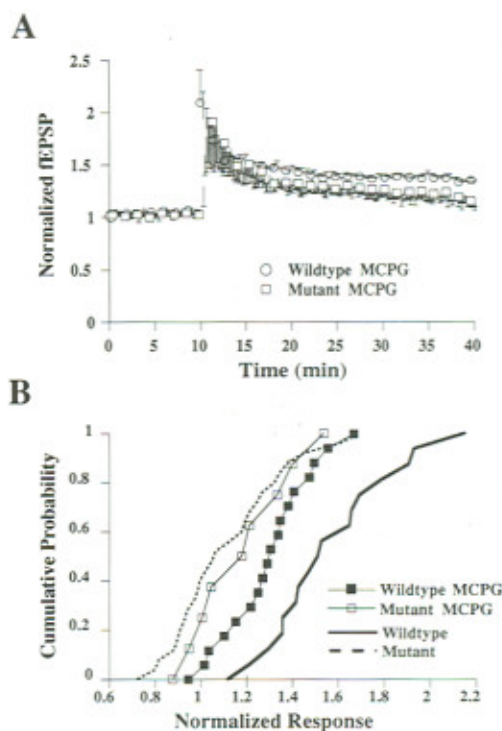 A
Normalized fEPSP
2.5
2
1.5
1
0.5
0
Wildtype MCPG
Mutant MCPG
0 5 10 15 20 25 30 35 40
Time (min)
B
Cumulative Probability
1
0.8
0.6
0.4
0.2
0
Wildtype MCPG
Mutant MCPG
Wildtype
Mutant
0.6 0.8 1 1.2 1.4 1.6 1.8 2 2.2
Normalized Response